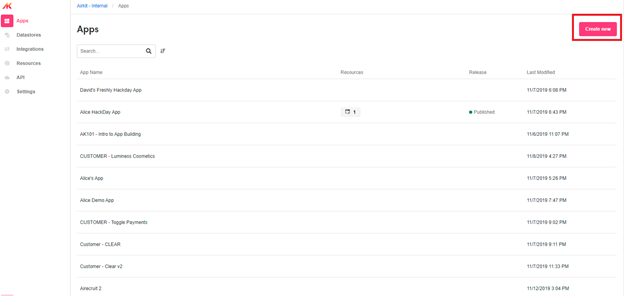 Airkit - Internal / Apps
Apps
Datastores
Integrations
Resources
API
Settings
Apps
Create new
Search...
App Name Resources Release Last Modified
David's Freshly Hackday App 11/7/2019 6:08 PM
Alice HackDay App 1 Published 11/7/2019 6:43 PM
AK101 - Intro to App Building 11/6/2019 11:07 PM
CUSTOMER - Luminess Cosmetics 11/8/2019 4:27 PM
Alice's App 11/7/2019 5:26 PM
Alice Demo App 11/7/2019 7:47 PM
CUSTOMER - Toggle Payments 11/7/2019 9:02 PM
Customer - CLEAR 11/7/2019 9:11 PM
Customer - Clear v2 11/7/2019 11:33 PM
Airecruit 2 11/12/2019 3:04 PM